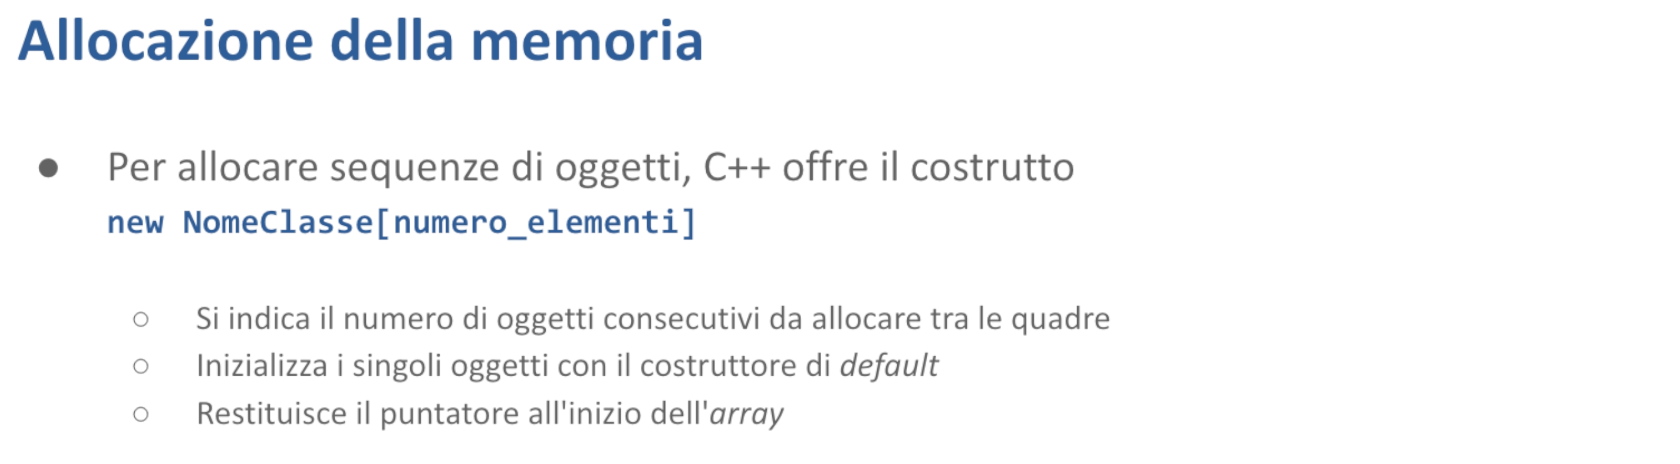 Allocazione della memoria
● Per allocare sequenze di oggetti, C++ offre il costrutto
new NomeClasse[numero_elementi]
○ Si indica il numero di oggetti consecutivi da allocare tra le quadre
○ Inizializza i singoli oggetti con il costruttore di default
○ Restituisce il puntatore all'inizio dell'array